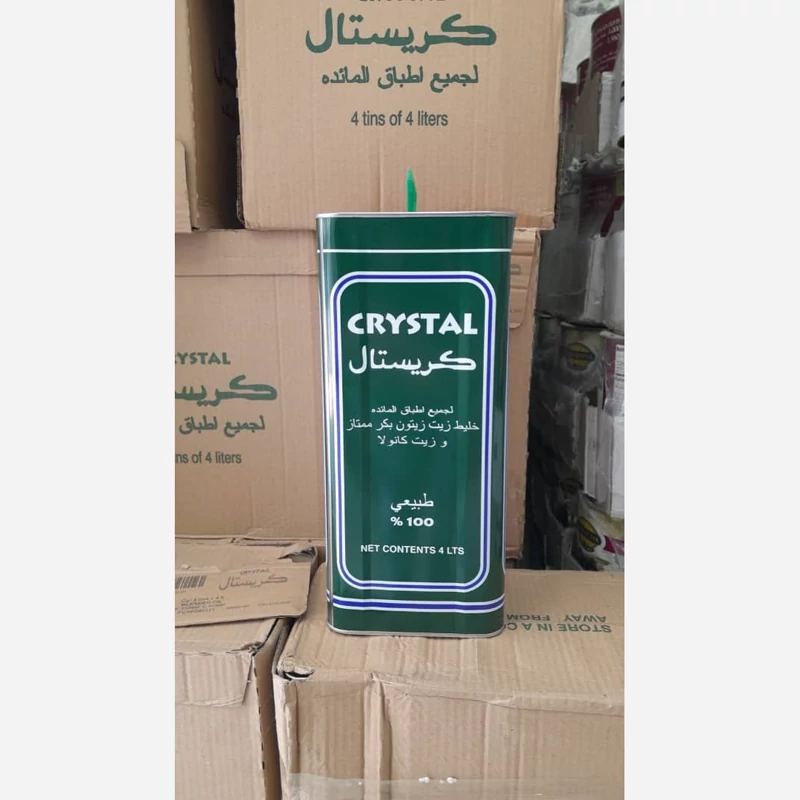 كريستال
لجميع اطباق المائده
4 tins of 4 liters
CRYSTAL
كريستال
لجميع اطباق المائده
خليط زيت زيتون بكر ممتاز
و زيت كانولا
طبيعي
% 100
NET CONTENTS 4 LTS
YSTAL
لجميع اطباق
ns of 4 liters
CRYSTAL
كريستال
STORE IN A CO
AWAY FROM